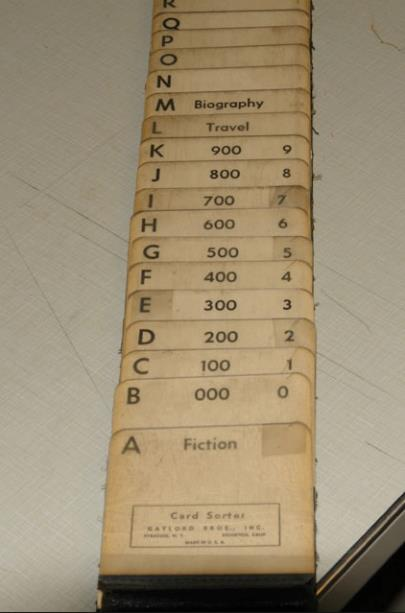 R
Q
P
O
N
M Biography
L Travel
K 900 9
J 800 8
I 700 7
H 600 6
G 500 5
F 400 4
E 300 3
D 200 2
C 100 1
B 000 0
A Fiction
Card Sorter
GAYLORD BROS., INC.
SYRACUSE, N. Y. STOCKTON, CALIF.
MADE IN U. S. A.